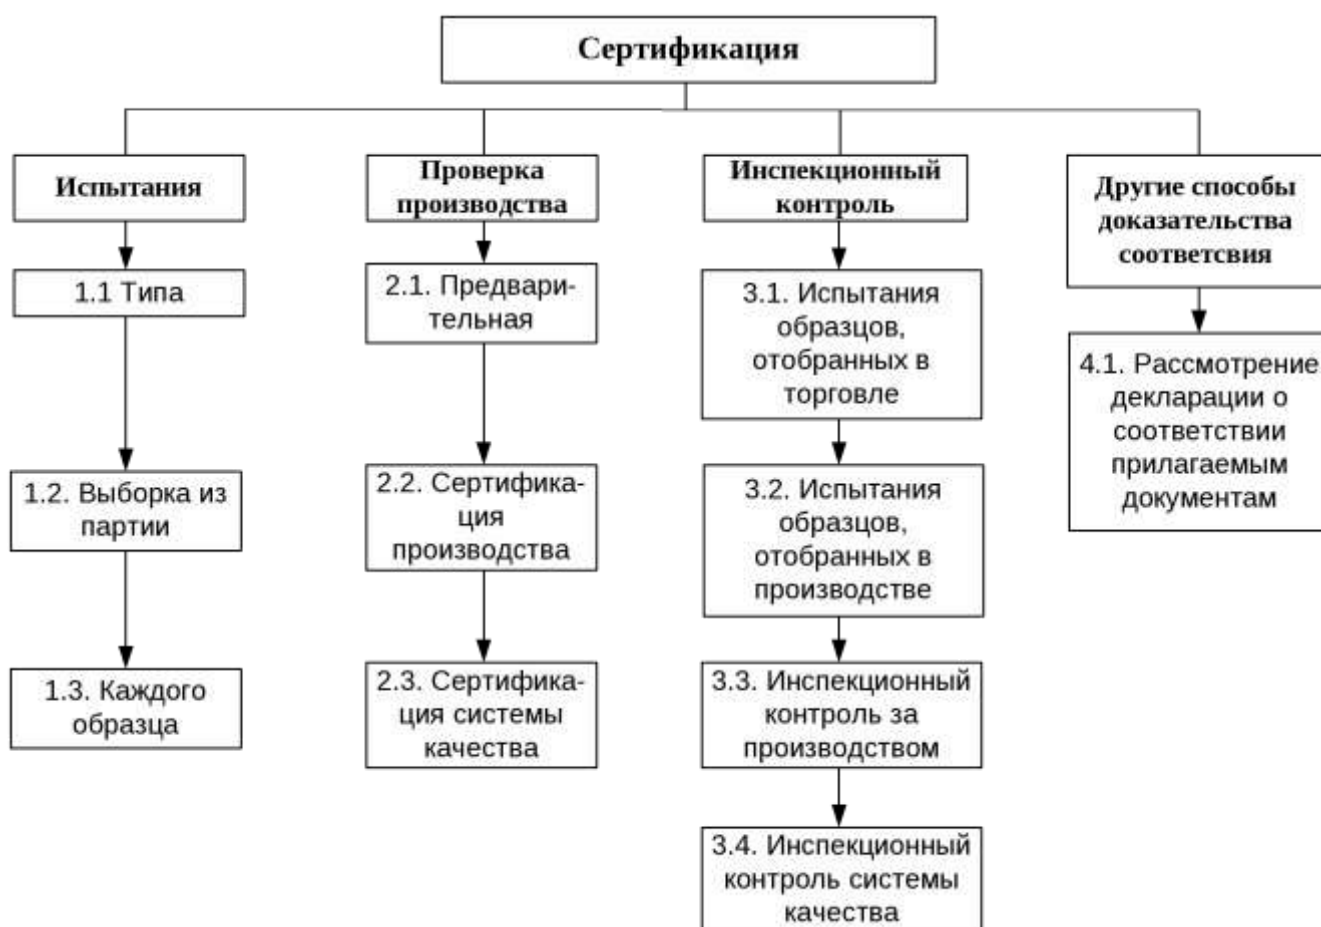 Сертификация
Испытания
1.1 Типа
1.2. Выборка из
партии
1.3. Каждого
образца
Проверка
производства
2.1. Предвари-
тельная
2.2. Сертифика-
ция
производства
2.3. Сертифика-
ция системы
качества
Инспекционный
контроль
3.1. Испытания
образцов,
отобранных в
торговле
3.2. Испытания
образцов,
отобранных в
производстве
3.3. Инспекционный
контроль за
производством
3.4. Инспекционный
контроль системы
качества
Другие способы
доказательства
соответсвия
4.1. Рассмотрение
декларации о
соответствии
прилагаемым
документам